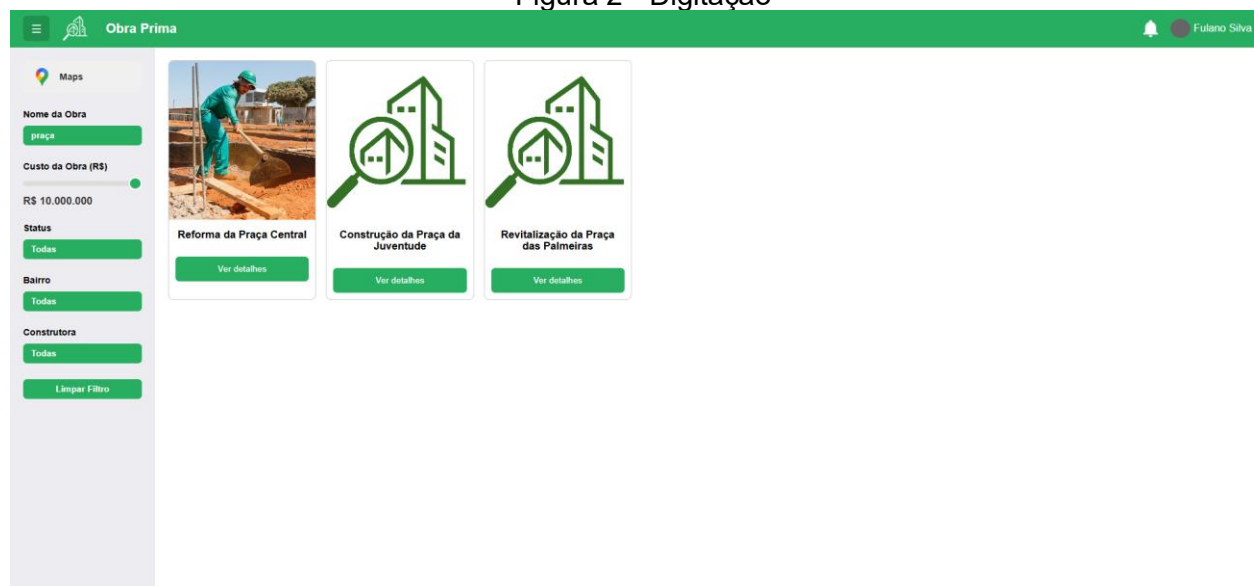 Figura 2 - Digitação
Obra Prima
Fulano Silva
Maps
Nome da Obra
praça
Custo da Obra (R$)
R$ 10.000.000
Status
Todas
Bairro
Todas
Construtora
Todas
Limpar Filtro
Reforma da Praça Central
Ver detalhes
Construção da Praça da
Juventude
Ver detalhes
Revitalização da Praça
das Palmeiras
Ver detalhes